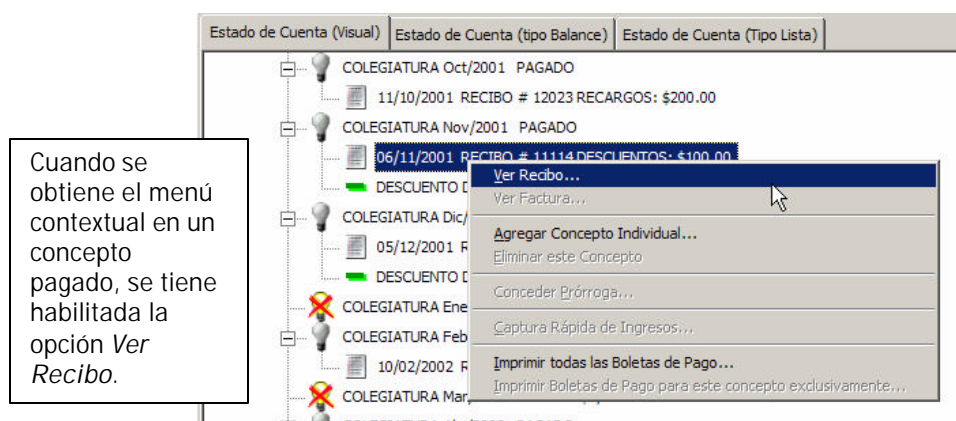 Estado de Cuenta (Visual) Estado de Cuenta (tipo Balance) Estado de Cuenta (Tipo Lista)
COLEGIATURA Oct/2001 PAGADO
11/10/2001 RECIBO # 12023 RECARGOS: $200.00
COLEGIATURA Nov/2001 PAGADO
06/11/2001 RECIBO # 11114 DESCUENTOS: $100.00
DESCUENTO
COLEGIATURA Dic/
05/12/2001
DESCUENTO
COLEGIATURA Ene
COLEGIATURA Feb
10/02/2002
COLEGIATURA Mar
Ver Recibo...
Ver Factura...
Agregar Concepto Individual...
Eliminar este Concepto
Conceder Prórroga...
Captura Rápida de Ingresos...
Imprimir todas las Boletas de Pago...
Imprimir Boletas de Pago para este concepto exclusivamente...
Cuando se
obtiene el menú
contextual en un
concepto
pagado, se tiene
habilitada la
opción Ver
Recibo.